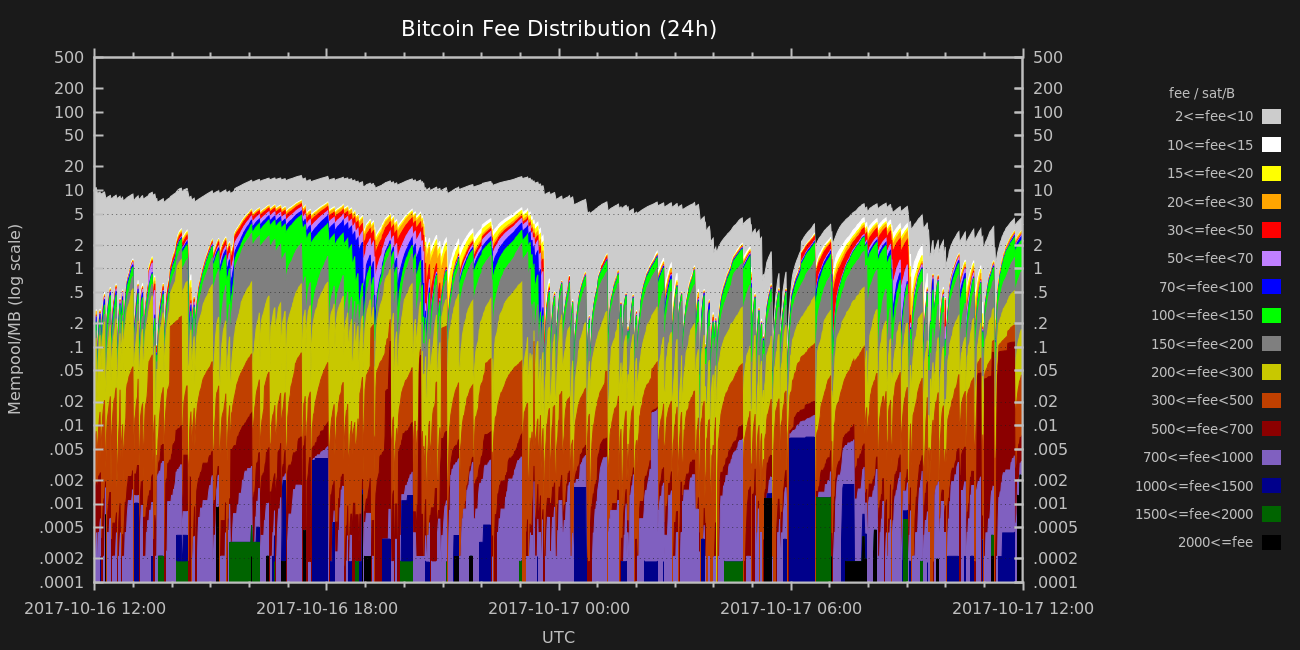 Bitcoin Fee Distribution (24h)
Mempool/MB (log scale)
500
200
100
50
20
10
5
2
1
.5
.2
.1
.05
.02
.01
.005
.002
.001
.0005
.0002
.0001
500
200
100
50
20
10
5
2
1
.5
.2
.1
.05
.02
.01
.005
.002
.001
.0005
.0002
.0001
2017-10-16 12:00
2017-10-16 18:00
2017-10-17 00:00
2017-10-17 06:00
2017-10-17 12:00
UTC
fee / sat/B
2<=fee<10
10<=fee<15
15<=fee<20
20<=fee<30
30<=fee<50
50<=fee<70
70<=fee<100
100<=fee<150
150<=fee<200
200<=fee<300
300<=fee<500
500<=fee<700
700<=fee<1000
1000<=fee<1500
1500<=fee<2000
2000<=fee